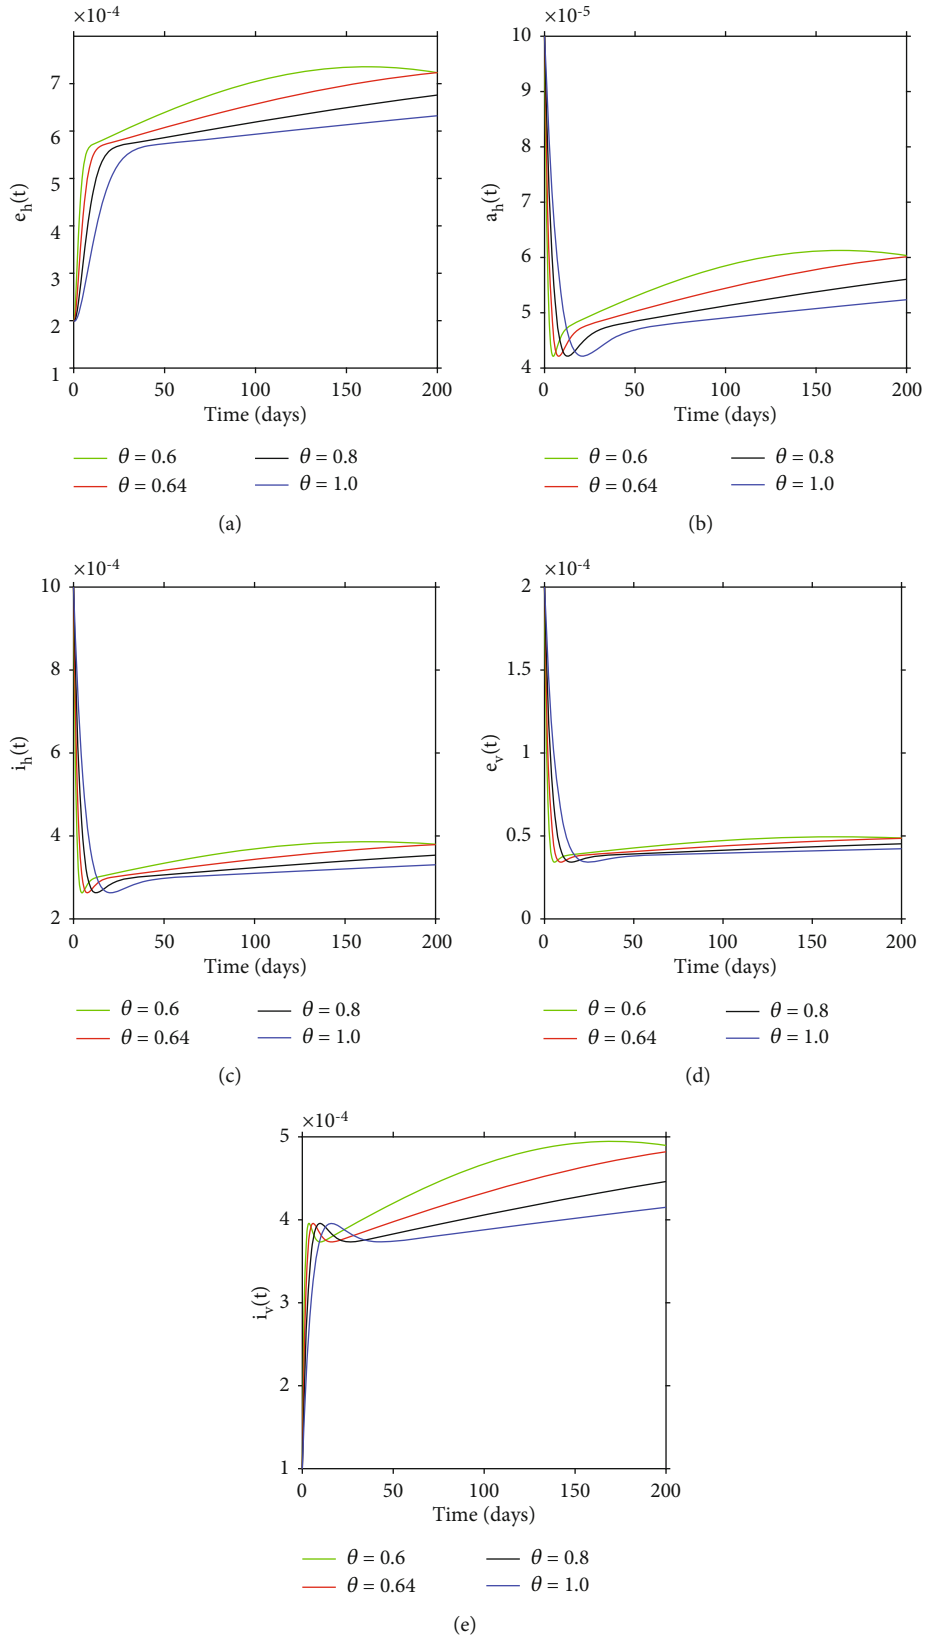 ×10-4
7
6
5
4
3
2
1
e_h(t)
0 50 100 150 200
Time (days)
θ = 0.6 θ = 0.8
θ = 0.64 θ = 1.0
(a)
×10-5
10
9
8
7
6
5
4
a_h(t)
0 50 100 150 200
Time (days)
θ = 0.6 θ = 0.8
θ = 0.64 θ = 1.0
(b)
×10-4
10
8
6
4
2
i_h(t)
0 50 100 150 200
Time (days)
θ = 0.6 θ = 0.8
θ = 0.64 θ = 1.0
(c)
×10-4
2
1.5
1
0.5
0
e_v(t)
0 50 100 150 200
Time (days)
θ = 0.6 θ = 0.8
θ = 0.64 θ = 1.0
(d)
×10-4
5
4
3
2
1
i_v(t)
0 50 100 150 200
Time (days)
θ = 0.6 θ = 0.8
θ = 0.64 θ = 1.0
(e)